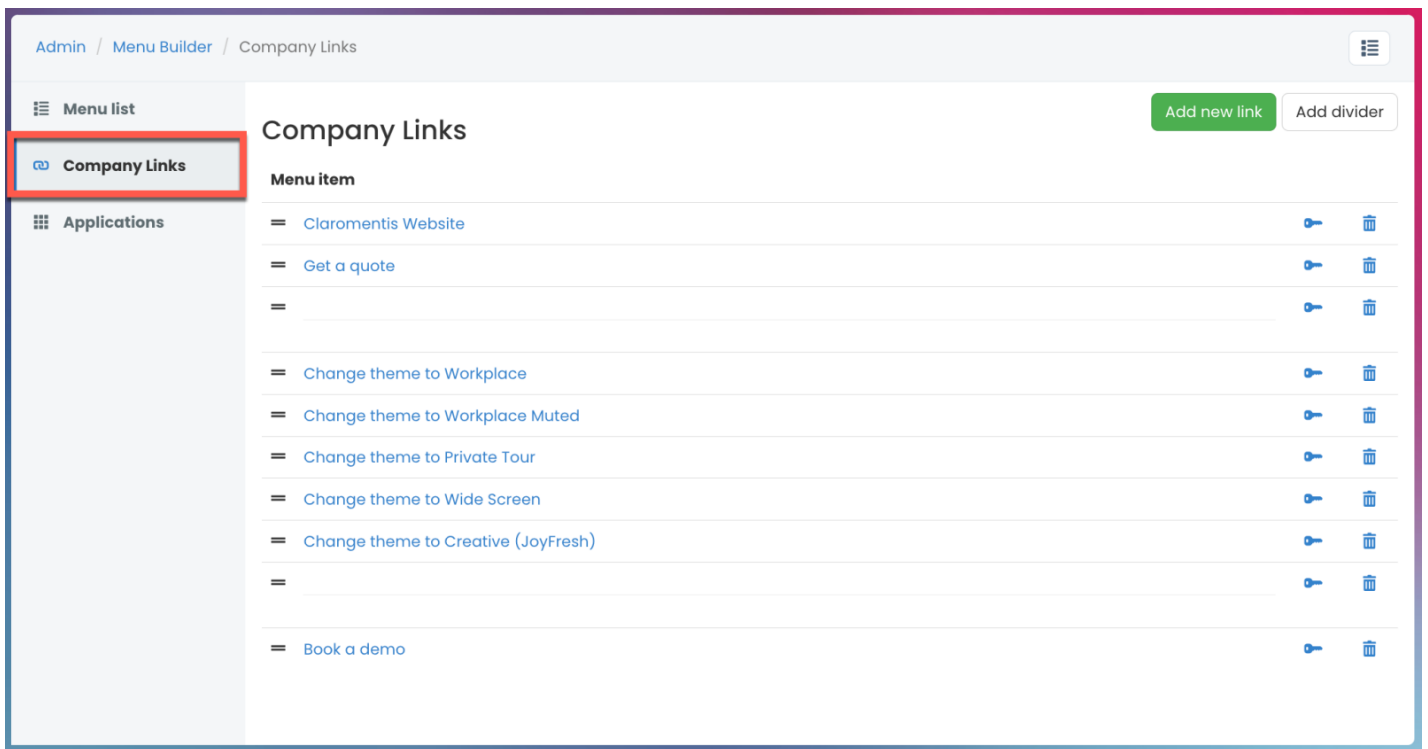 Admin / Menu Builder / Company Links
Menu list
Company Links
Applications
Add new link
Add divider
Company Links
Menu item
Claromentis Website
Get a quote
Change theme to Workplace
Change theme to Workplace Muted
Change theme to Private Tour
Change theme to Wide Screen
Change theme to Creative (JoyFresh)
Book a demo